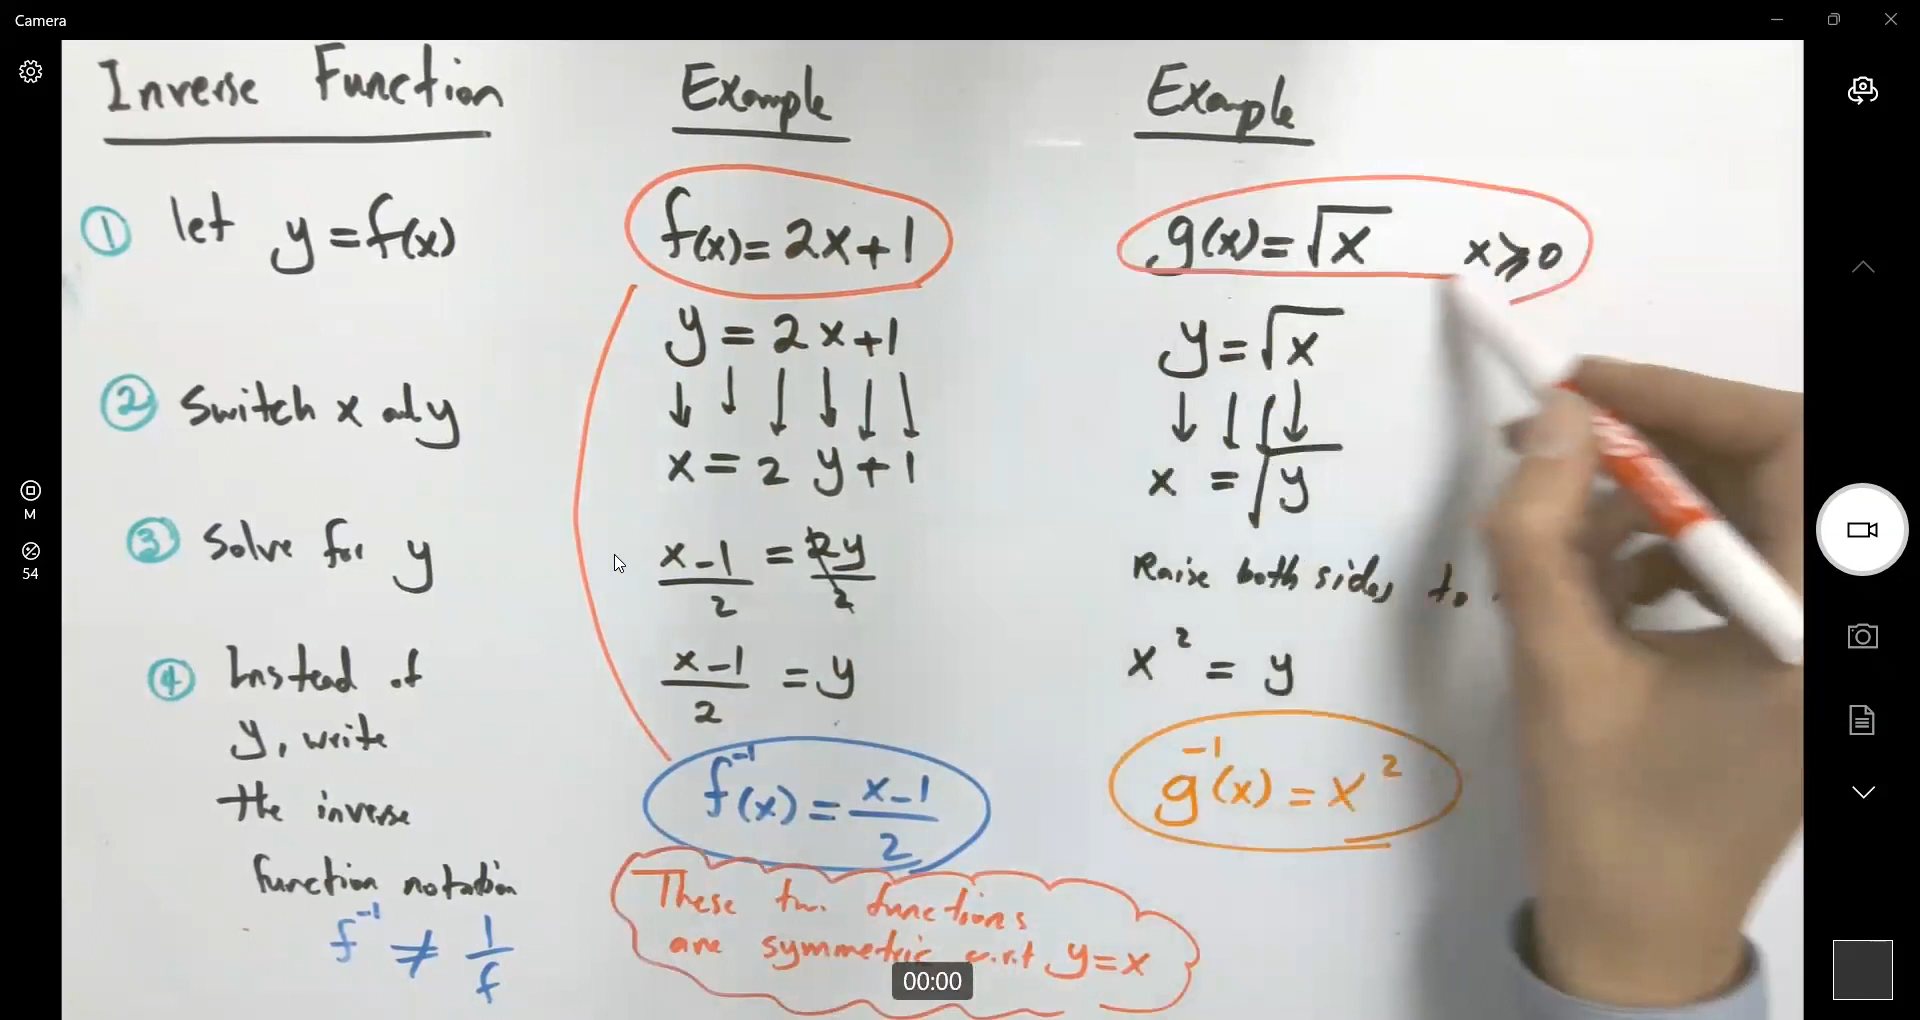 Camera
Inverse Function
① let y=f(x)
② Switch x and y
③ Solve for y
④ Instead of
y, write
the inverse
function notation
f⁻¹ ≠ 1/f
Example
f(x)=2x+1
y=2x+1
↓ ↓ ↓ ↓ ↓ ↓
x=2y+1
(x-1)/2 = 2y/2
(x-1)/2 = y
f⁻¹(x) = (x-1)/2
These two functions
are symmetric w.r.t y=x
Example
g(x)=√x x⩾0
y=√x
↓ ↓ ↓
x=√y
Raise both sides to
x²=y
g⁻¹(x)=x²
M
54
00:00